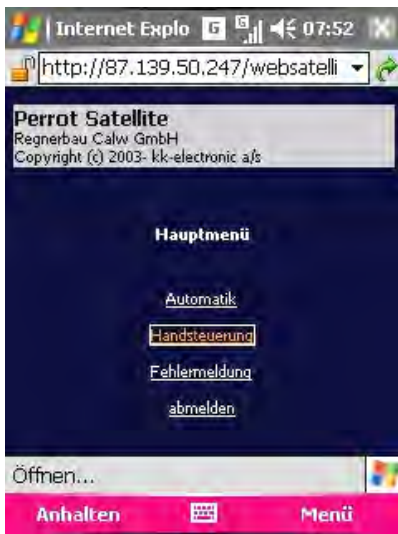 Internet Explo G G 07:52
http://87.139.50.247/websatelli
Perrot Satellite
Regnerbau Calw GmbH
Copyright (c) 2003- kk-electronic a/s
Hauptmenü
Automatik
Handsteuerung
Fehlermeldung
abmelden
Öffnen...
Anhalten Menü